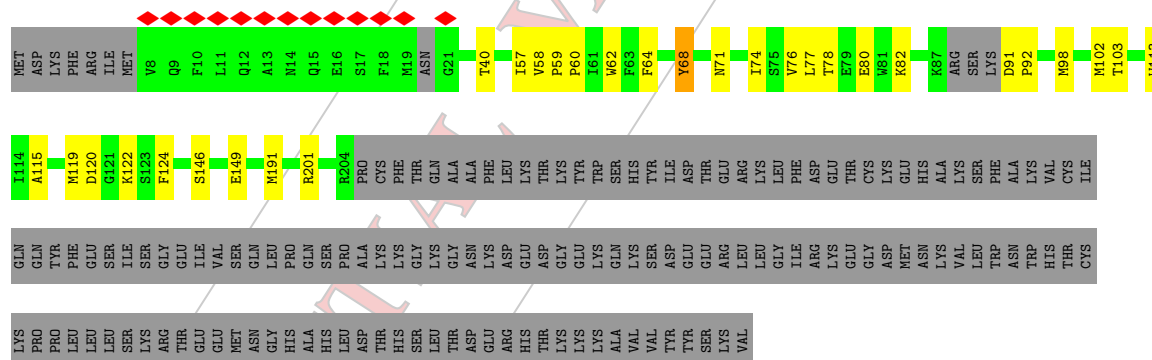 MET ASP LYS PHE ARG ILE MET V8 Q9 F10 L11 Q12 A13 N14 Q15 E16 S17 F18 M19 ASN G21 T40 I57 V58 P59 P60 I61 W62 F63 F64 Y68 N71 I74 S75 V76 L77 T78 E79 E80 W81 K82 K87 ARG SER LYS D91 P92 M98 M102 T103
I114 A115 M119 D120 G121 K122 S123 F124 S146 E149 M191 R201 R204 PRO CYS PHE THR GLN ALA ALA PHE LEU LYS THR LYS TYR TRP SER HIS TYR ILE ASP THR GLU ARG LYS LEU PHE ASP GLU THR CYS LYS GLU HIS ALA LYS SER PHE ALA LYS VAL CYS ILE
GLN GLN TYR PHE GLU SER ILE SER GLY GLU ILE VAL SER GLN LEU PRO GLN SER PRO ALA LYS LYS SER GLY LYS GLY ASN LYS ASP GLU ASP GLY GLU LYS GLN LYS SER ASP GLU GLU ARG LEU LEU GLY ILE ARG LYS GLU GLY ASP MET ASN LYS VAL LEU TRP ASN TRP HIS THR CYS
LYS PRO PRO LEU LEU LEU SER LYS ARG THR GLU GLU MET ASN GLY HIS ALA HIS LEU ASP THR HIS SER LEU THR ASP GLU ARG HIS THR LYS LYS LYS ALA VAL VAL TYR TYR SER LYS VAL